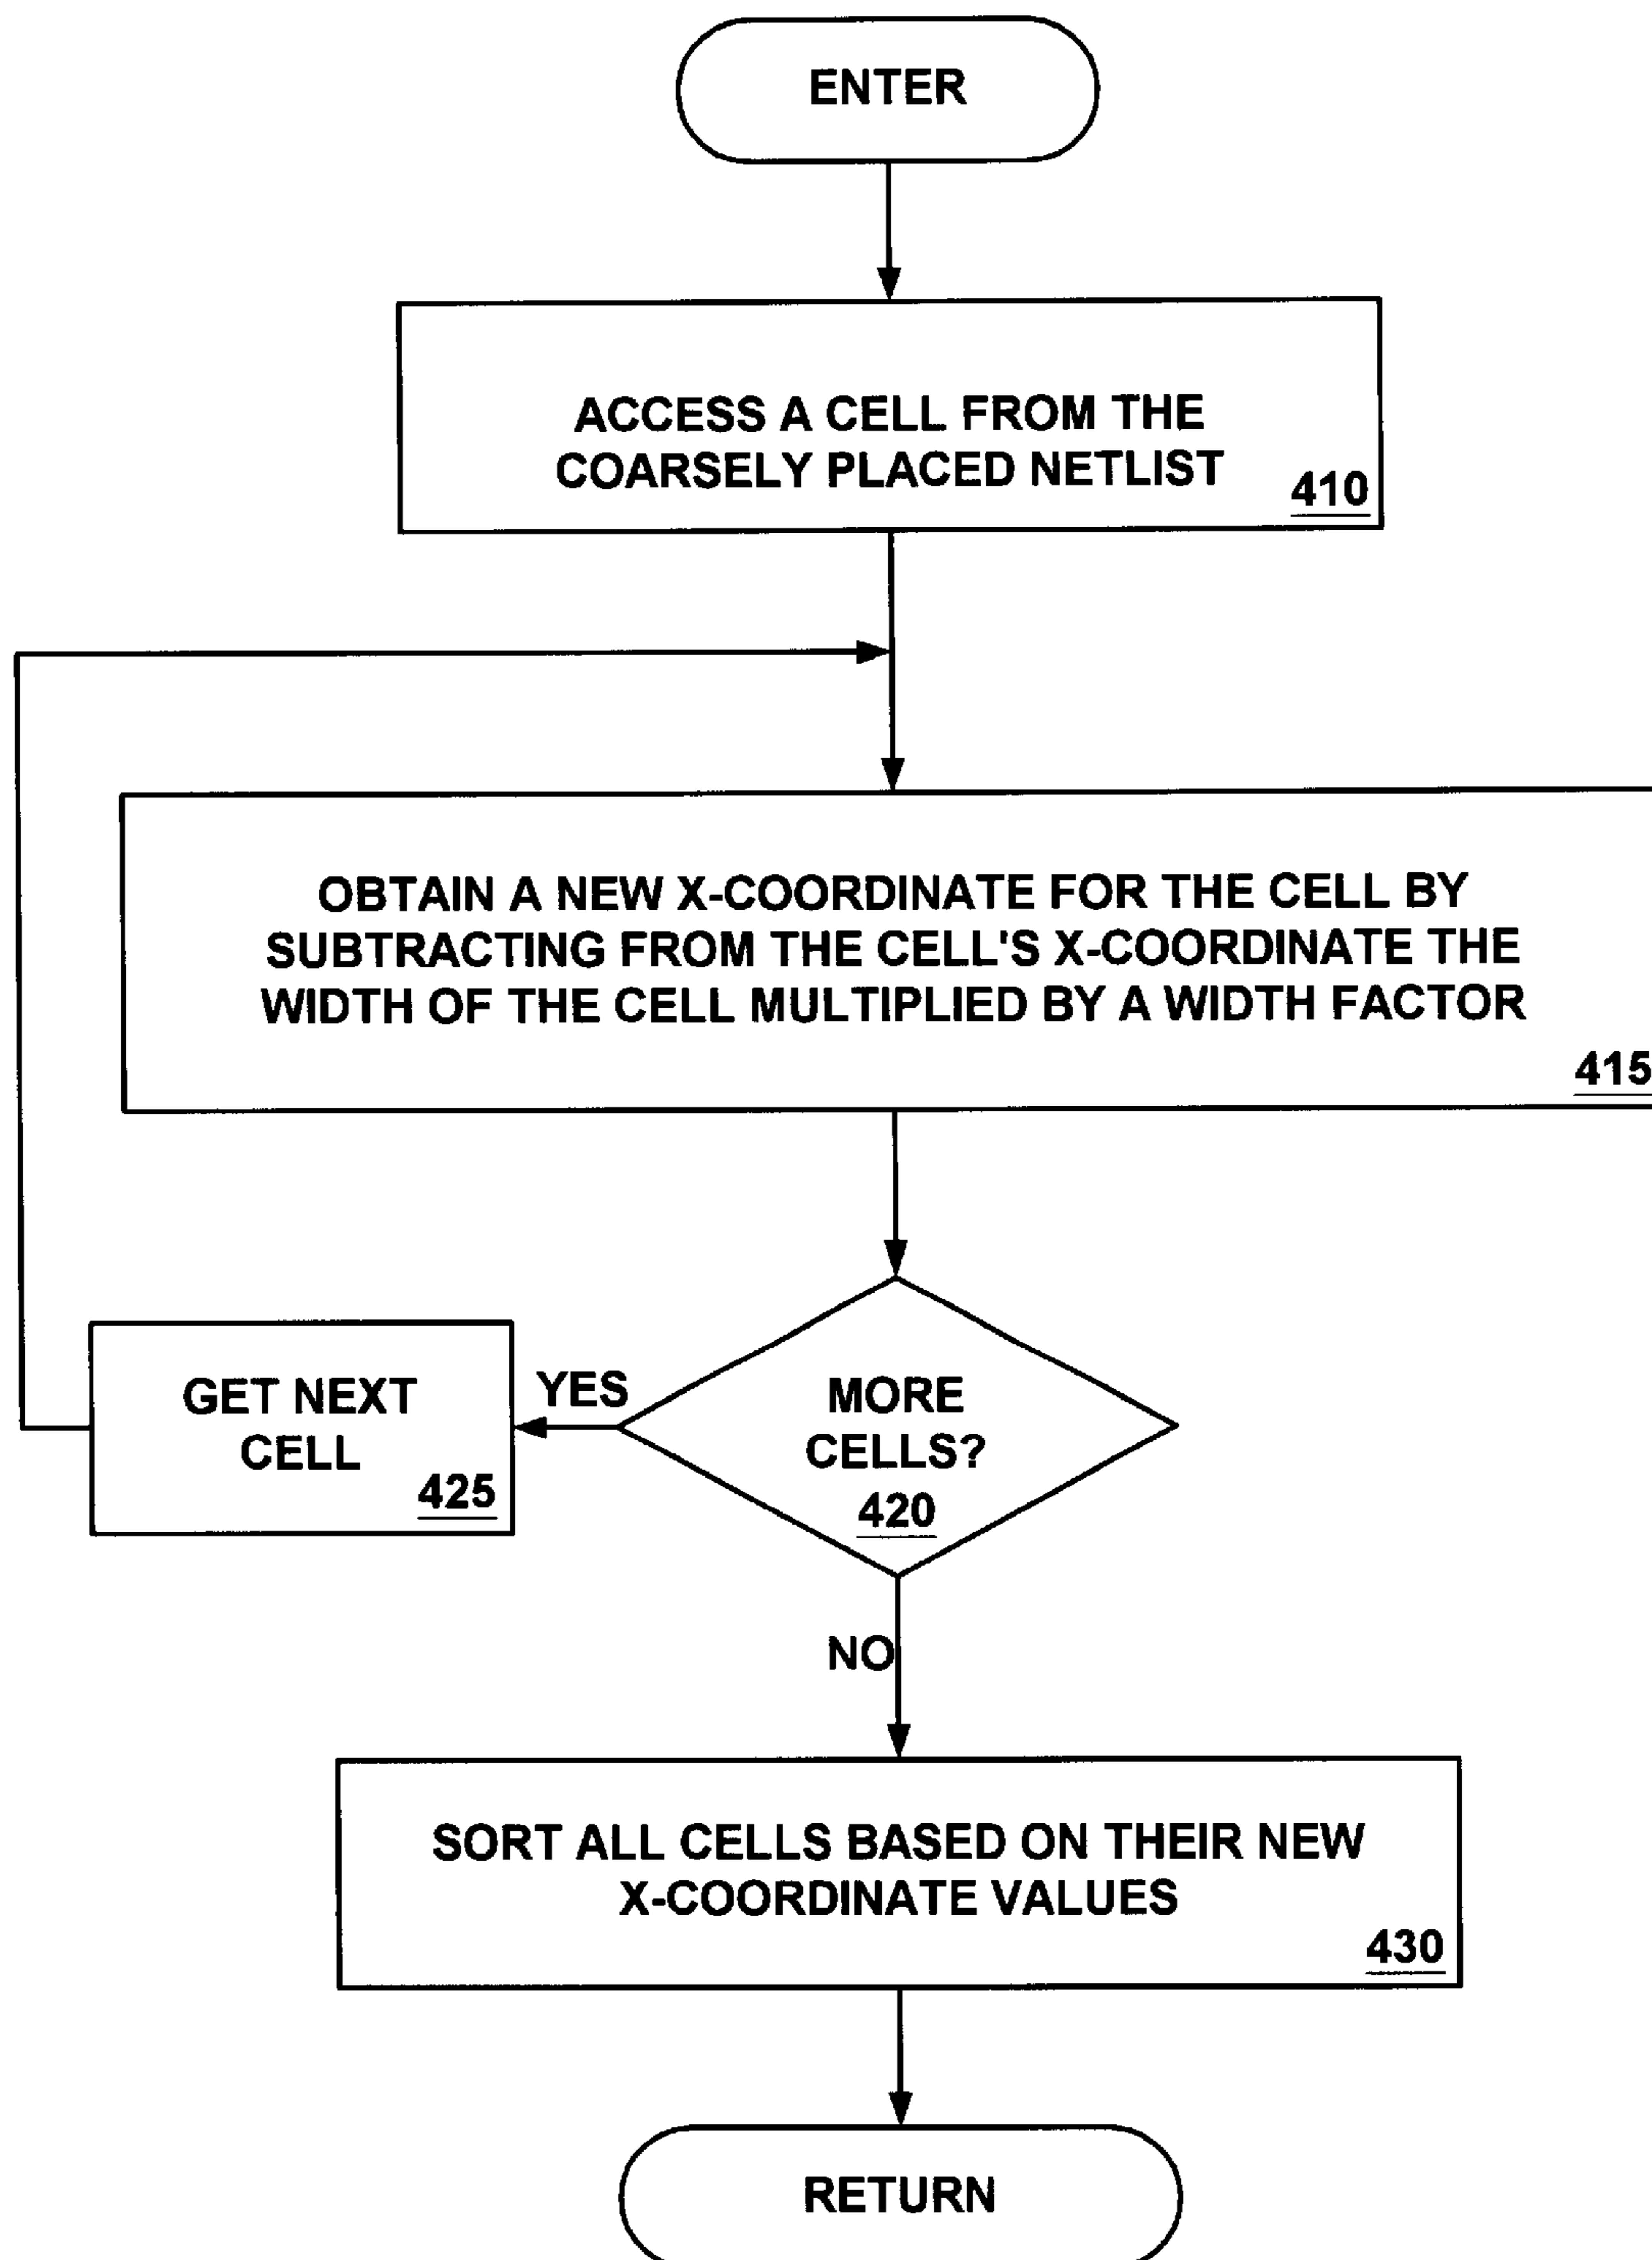 ENTER
ACCESS A CELL FROM THE
COARSELY PLACED NETLIST
410
OBTAIN A NEW X-COORDINATE FOR THE CELL BY
SUBTRACTING FROM THE CELL'S X-COORDINATE THE
WIDTH OF THE CELL MULTIPLIED BY A WIDTH FACTOR
415
GET NEXT
CELL
425
YES
MORE
CELLS?
420
NO
SORT ALL CELLS BASED ON THEIR NEW
X-COORDINATE VALUES
430
RETURN